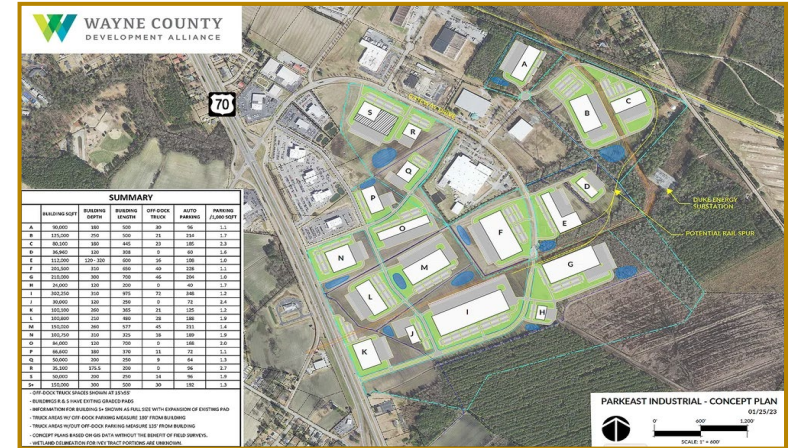 WAYNE COUNTY
DEVELOPMENT ALLIANCE
70
A
B
C
S
R
Q
D
P
E
O
F
N
M
G
L
I
H
J
K
DUKE ENERGY
SUBSTATION
POTENTIAL RAIL SPUR
SUMMARY
BUILDING SQFT BUILDING DEPTH BUILDING LENGTH OFF-DOCK TRUCK AUTO PARKING PARKING /1,000 SQFT
A 90,000 180 500 30 96 1.1
B 125,000 250 500 21 214 1.7
C 80,100 180 445 23 185 2.3
D 36,960 120 308 0 60 1.6
E 112,000 120 - 320 600 16 108 1.0
F 201,500 310 650 40 228 1.1
G 210,000 300 700 46 204 1.0
H 24,000 120 200 0 40 1.7
I 302,250 310 975 72 348 1.2
J 30,000 120 250 0 72 2.4
K 100,100 260 385 21 125 1.2
L 100,800 210 480 28 188 1.9
M 150,020 260 577 45 211 1.4
N 100,750 310 325 16 189 1.9
O 84,000 120 700 0 168 2.0
P 66,600 180 370 11 72 1.1
Q 50,000 200 250 9 64 1.3
R 35,100 175.5 200 0 96 2.7
S 50,000 200 250 14 96 1.9
S+ 150,000 300 500 30 192 1.3
- OFF-DOCK TRUCK SPACES SHOWN AT
- BUILDINGS R & S HAVE EXITING GRADED PADS
- INFORMATION FOR BUILDING S+ SHOWN AS FULL SIZE WITH EXPANSION OF EXISTING PAD
- TRUCK AREAS W/ OFF-DOCK PARKING MEASURE 185' FROM BUILDING
- TRUCK AREAS W/OUT OFF-DOCK PARKING MEASURE 135' FROM BUILDING
- CONCEPT PLANS BASED ON GIS DATA WITHOUT THE BENEFIT OF FIELD SURVEYS.
- WETLAND DELINEATION FOR IVEY TRACT PORTIONS ARE UNKNOWN
PARKEAST INDUSTRIAL - CONCEPT PLAN
01/25/23
0' 600' 1,200'
SCALE: 1" = 600'